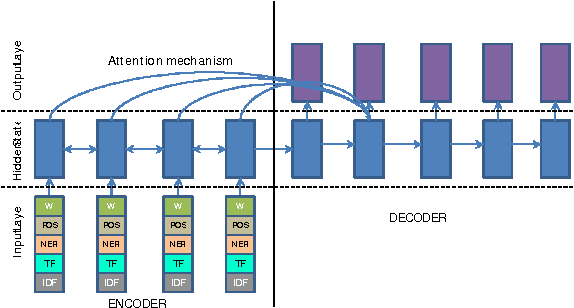 OutputLaye
Attention mechanism
HiddenState
InputLaye
W W W W
POS POS POS POS
NER NER NER NER
TF TF TF TF
IDF IDF IDF IDF
DECODER
ENCODER